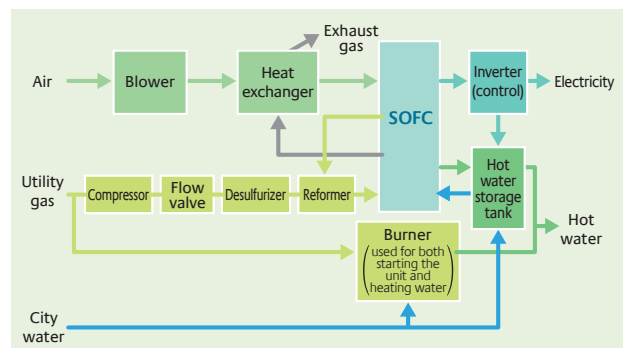 Exhaust
gas
Air
Blower
Heat
exchanger
SOFC
Inverter
(control)
Electricity
Utility
gas
Compressor
Flow
valve
Desulfurizer
Reformer
Hot
water
storage
tank
Hot
water
Burner
(used for both
starting the
unit and
heating water)
City
water